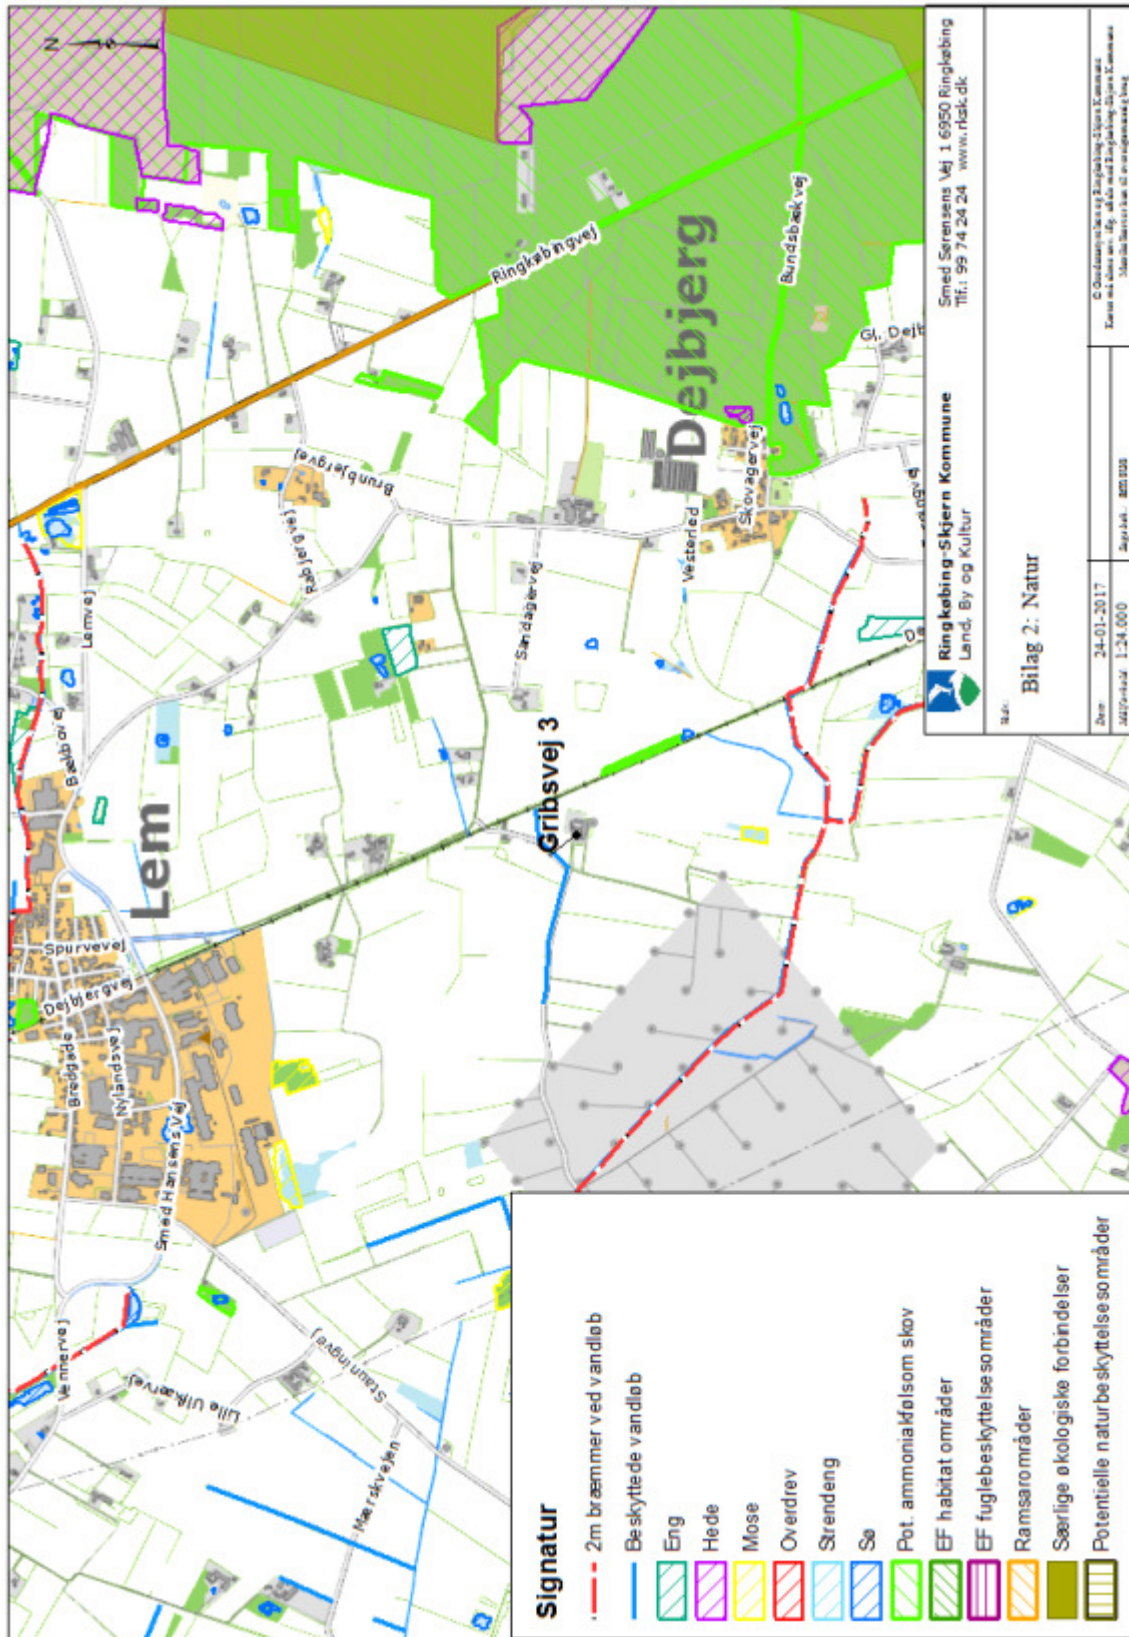 N
Vennervej
Bredgade
Nylandsvej
Smed Hansens Vej
Dejbjergvej
Spurvevej
Lem
Bækbovej
Lemvej
Rabjergvej
Brunbjergvej
Ringkøbingvej
Lille Ulfkærvej
Stauningvej
Mærskvejen
Gribsvej 3
Sandagervej
Vesterled
Skovagervej
Dejbjerg
Bundsbækvej
Gl. Dejb
Signatur
2m bræmmer ved vandløb
Beskyttede vandløb
Eng
Hede
Mose
Overdrev
Strendeng
Sø
Pot. ammoniakfølsom skov
EF habitat områder
EF fuglebeskyttelsesområder
Ramsarområder
Særlige økologiske forbindelser
Potentielle naturbeskyttelsesområder
Ringkøbing-Skjern Kommune
Land, By og Kultur
Smed Sørensens Vej 1 6950 Ringkøbing
Tlf.: 99 74 24 24 www.rksk.dk
Bilag 2: Natur
24-01-2017
1:24.000